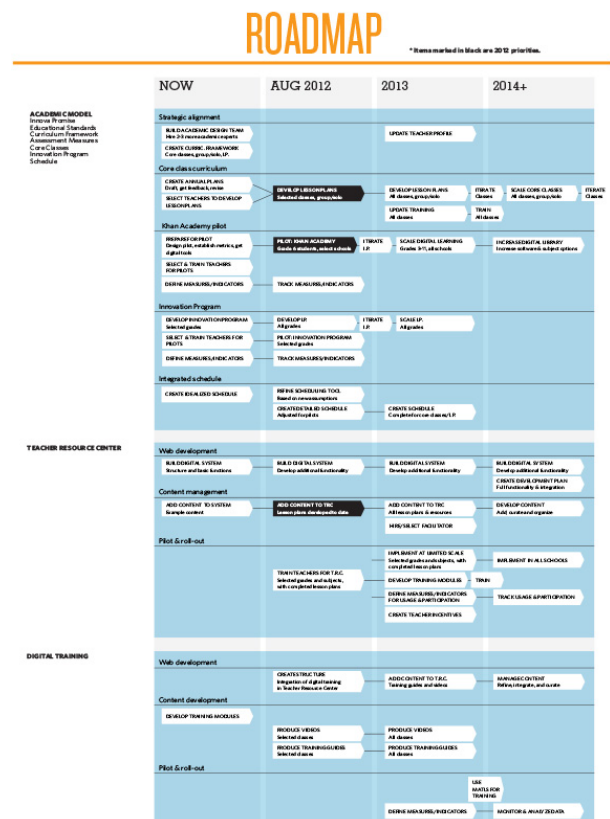 ROADMAP
* Items marked in black are 2012 priorities.
NOW
AUG 2012
2013
2014+
ACADEMIC MODEL
Innova Promise
Educational Standards
Curriculum Framework
Assessment Measures
Core Classes
Innovation Program
Schedule
Strategic alignment
BUILD ACADEMIC DESIGN TEAM
Hire 2-3 more academic experts
UPDATE TEACHER PROFILE
CREATE CURRIC. FRAMEWORK
Core classes, group/solo, I.P.
Core class curriculum
CREATE ANNUAL PLANS
Draft, get feedback, revise
SELECT TEACHERS TO DEVELOP
LESSON PLANS
DEVELOP LESSON PLANS
Selected classes, group/solo
DEVELOP LESSON PLANS
All classes, group/solo
ITERATE
Classes
SCALE CORE CLASSES
All classes, group/solo
ITERATE
Classes
UPDATE TRAINING
All classes
TRAIN
All classes
Khan Academy pilot
PREPARE FOR PILOT
Design pilot, establish metrics, get
digital tools
PILOT: KHAN ACADEMY
Grade 6 students, select schools
ITERATE
I.P.
SCALE DIGITAL LEARNING
Grades 3-11, all schools
INCREASE DIGITAL LIBRARY
Increase software & subject options
SELECT & TRAIN TEACHERS
FOR PILOTS
DEFINE MEASURES/INDICATORS
TRACK MEASURES/INDICATORS
Innovation Program
DEVELOP INNOVATION PROGRAM
Selected grades
DEVELOP I.P.
All grades
ITERATE
I.P.
SCALE I.P.
All grades
SELECT & TRAIN TEACHERS FOR
PILOTS
PILOT: INNOVATION PROGRAM
Selected grades
DEFINE MEASURES/INDICATORS
TRACK MEASURES/INDICATORS
Integrated schedule
CREATE IDEALIZED SCHEDULE
REFINE SCHEDULING TOOL
Based on new assumptions
CREATE DETAILED SCHEDULE
Adjusted for pilots
CREATE SCHEDULE
Complete for core classes/I.P.
TEACHER RESOURCE CENTER
Web development
BUILD DIGITAL SYSTEM
Structure and basic functions
BUILD DIGITAL SYSTEM
Develop additional functionality
BUILD DIGITAL SYSTEM
Develop additional functionality
BUILD DIGITAL SYSTEM
Develop additional functionality
CREATE DEVELOPMENT PLAN
Full functionality & integration
Content management
ADD CONTENT TO SYSTEM
Example content
ADD CONTENT TO TRC
Lesson plans developed to date
ADD CONTENT TO TRC
All lesson plans & resources
DEVELOP CONTENT
Add, curate and organize
HIRE/SELECT FACILITATOR
Pilot & roll-out
TRAIN TEACHERS FOR T.R.C.
Selected grades and subjects,
with completed lesson plans
IMPLEMENT AT LIMITED SCALE
Selected grades and subjects, with
completed lesson plans
IMPLEMENT IN ALL SCHOOLS
DEVELOP TRAINING MODULES
TRAIN
DEFINE MEASURES/INDICATORS
FOR USAGE & PARTICIPATION
TRACK USAGE & PARTICIPATION
CREATE TEACHER INCENTIVES
DIGITAL TRAINING
Web development
CREATE STRUCTURE
Integration of digital training
in Teacher Resource Center
ADD CONTENT TO T.R.C.
Training guides and videos
MANAGE CONTENT
Refine, integrate, and curate
Content development
DEVELOP TRAINING MODULES
PRODUCE VIDEOS
Selected classes
PRODUCE VIDEOS
All classes
PRODUCE TRAINING GUIDES
Selected classes
PRODUCE TRAINING GUIDES
All classes
Pilot & roll-out
USE
MAT'LS FOR
TRAINING
DEFINE MEASURES/INDICATORS
MONITOR & ANALYZE DATA